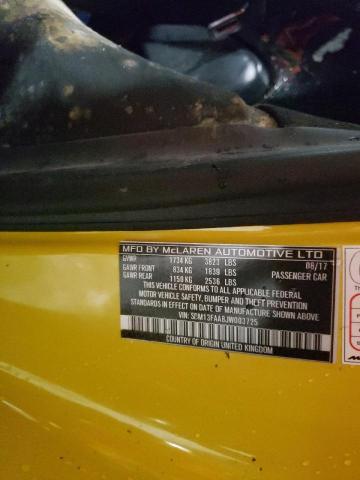 MFD BY McLAREN AUTOMOTIVE LTD
GVWR 1734 KG 3823 LBS 08/17
GAWR FRONT 834 KG 1839 LBS PASSENGER CAR
GAWR REAR 1150 KG 2536 LBS
THIS VEHICLE CONFORMS TO ALL APPLICABLE FEDERAL
MOTOR VEHICLE SAFETY, BUMPER AND THEFT PREVENTION
STANDARDS IN EFFECT ON DATE OF MANUFACTURE SHOWN ABOVE
VIN: SBM13FAABJW003725
COUNTRY OF ORIGIN UNITED KINGDOM